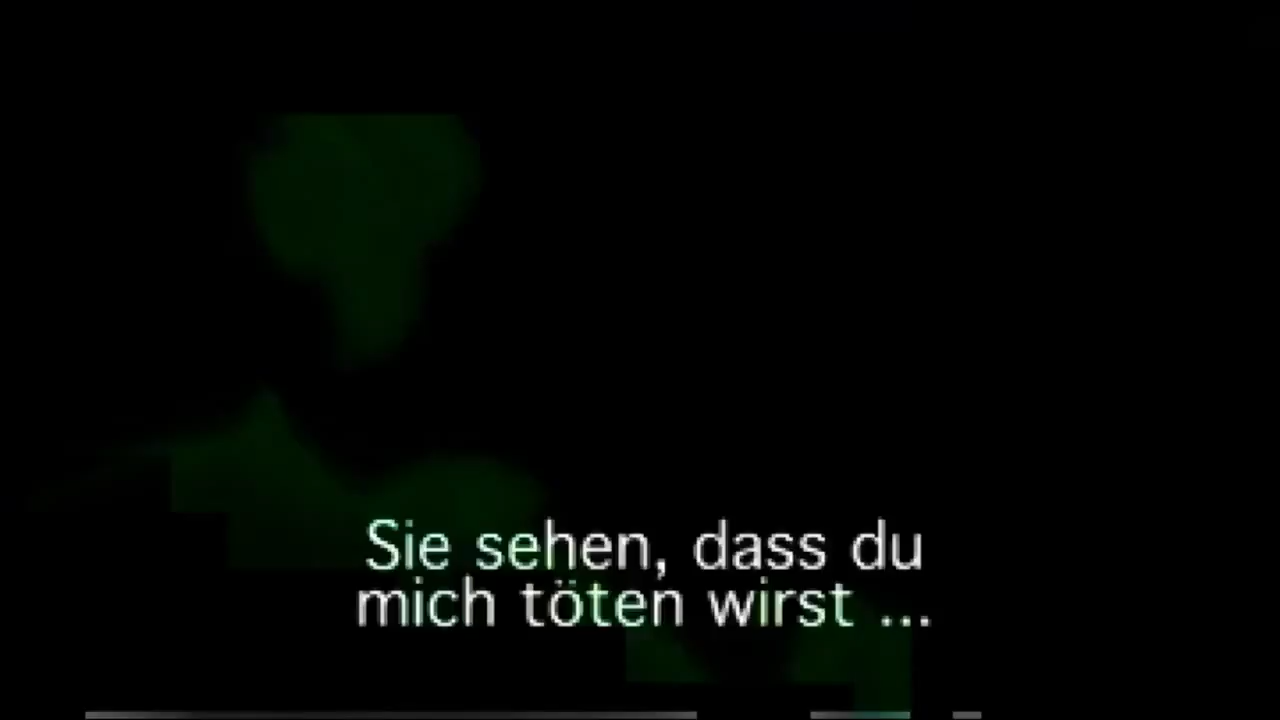 Sie sehen, dass du
mich töten wirst ...